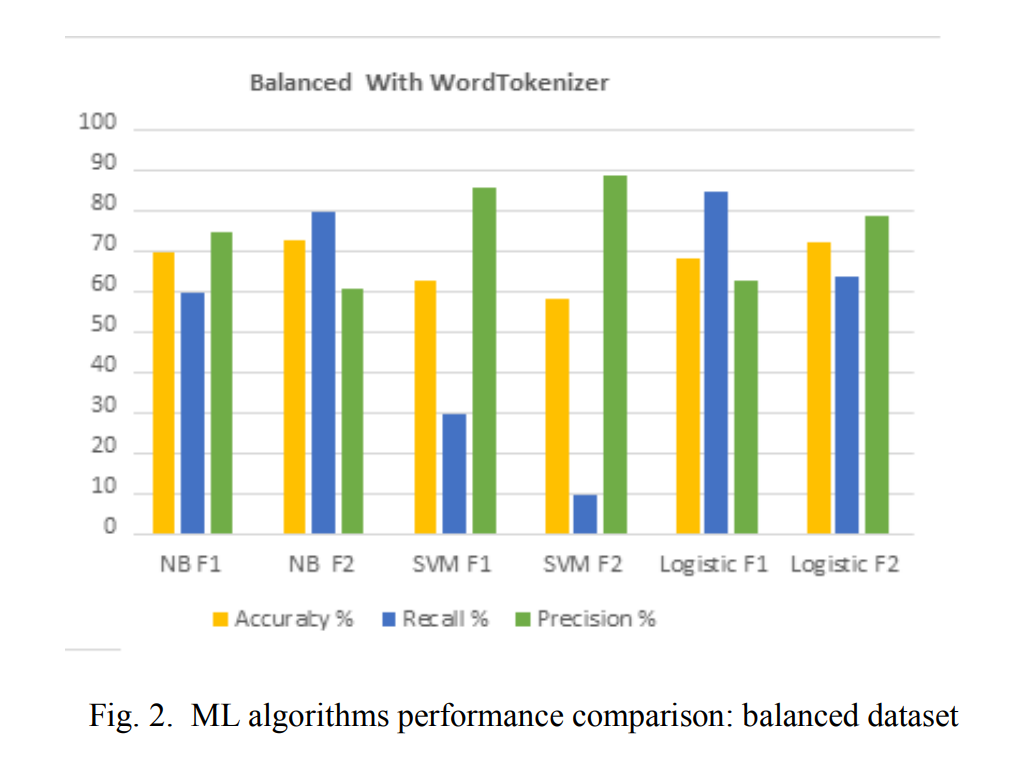 Balanced With WordTokenizer
100
90
80
70
60
50
40
30
20
10
0
NB F1 NB F2 SVM F1 SVM F2 Logistic F1 Logistic F2
Accuraty % Recall % Precision %
Fig. 2. ML algorithms performance comparison: balanced dataset